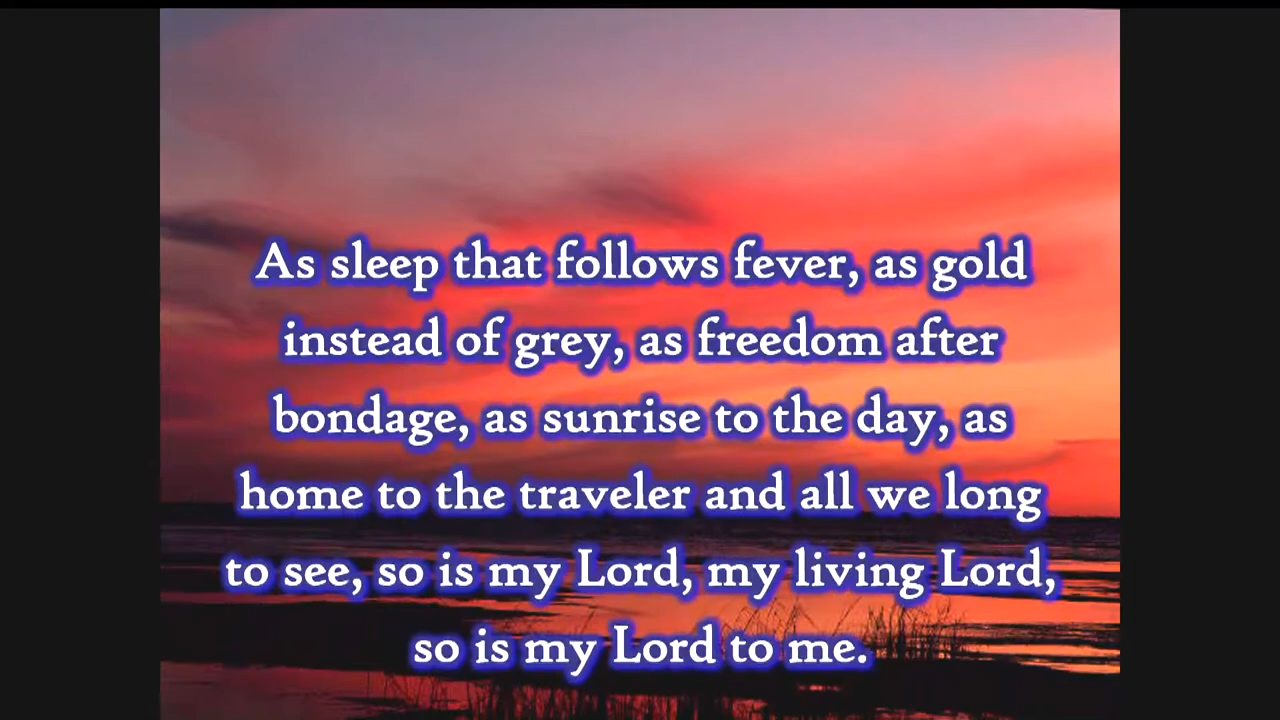 As sleep that follows fever, as gold
instead of grey, as freedom after
bondage, as sunrise to the day, as
home to the traveler and all we long
to see, so is my Lord, my living Lord,
so is my Lord to me.